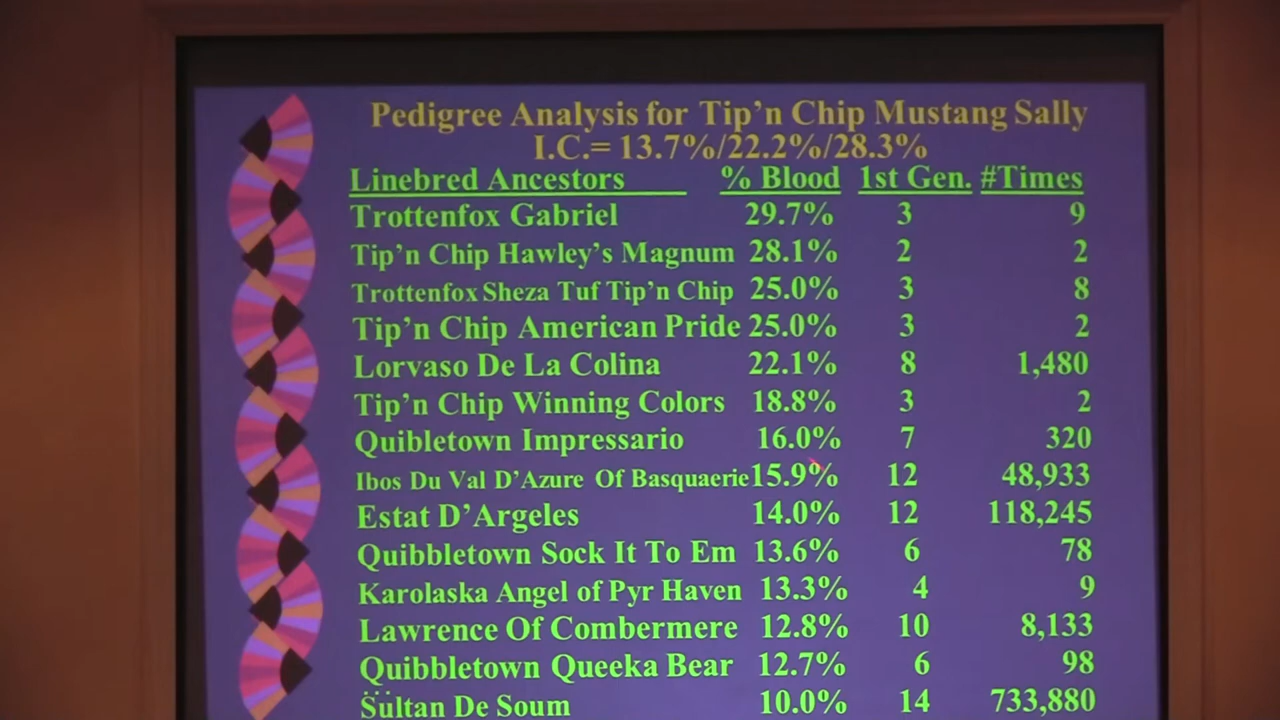 Pedigree Analysis for Tip'n Chip Mustang Sally
I.C.= 13.7%/22.2%/28.3%
Linebred Ancestors % Blood 1st Gen. #Times
Trottenfox Gabriel 29.7% 3 9
Tip'n Chip Hawley's Magnum 28.1% 2 2
Trottenfox Sheza Tuf Tip'n Chip 25.0% 3 8
Tip'n Chip American Pride 25.0% 3 2
Lorvaso De La Colina 22.1% 8 1,480
Tip'n Chip Winning Colors 18.8% 3 2
Quibletown Impressario 16.0% 7 320
Ibos Du Val D'Azure Of Basquaerie 15.9% 12 48,933
Estat D'Argeles 14.0% 12 118,245
Quibbletown Sock It To Em 13.6% 6 78
Karolaska Angel of Pyr Haven 13.3% 4 9
Lawrence Of Combermere 12.8% 10 8,133
Quibbletown Queeka Bear 12.7% 6 98
...
Sultan De Soum 10.0% 14 733,880